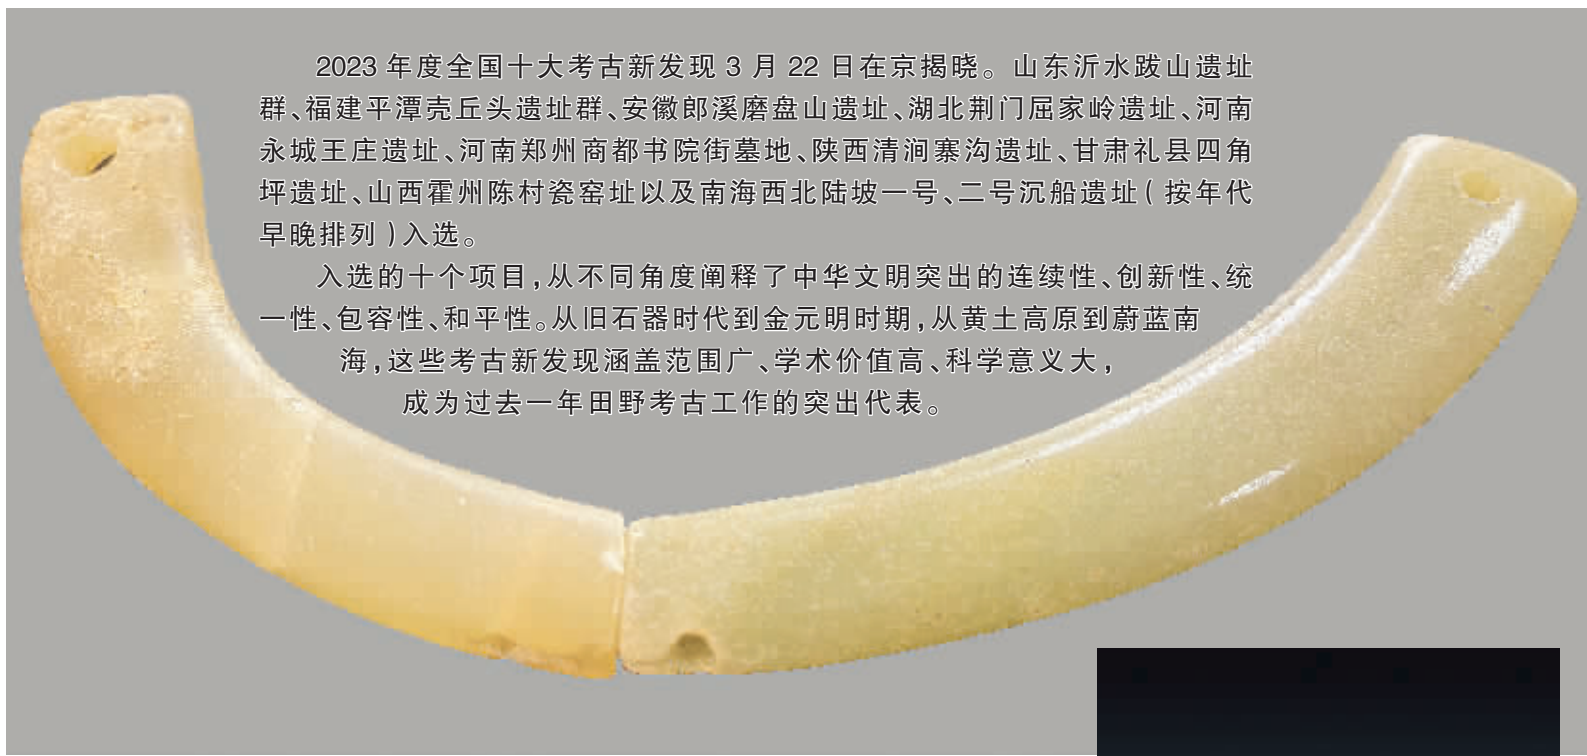 2023 年度全国十大考古新发现 3 月 22 日在京揭晓。山东沂水跋山遗址
群、福建平潭壳丘头遗址群、安徽郎溪磨盘山遗址、湖北荆门屈家岭遗址、河南
永城王庄遗址、河南郑州商都书院街墓地、陕西清涧寨沟遗址、甘肃礼县四角
坪遗址、山西霍州陈村瓷窑址以及南海西北陆坡一号、二号沉船遗址(按年代
早晚排列)入选。
入选的十个项目,从不同角度阐释了中华文明突出的连续性、创新性、统
一性、包容性、和平性。从旧石器时代到金元明时期,从黄土高原到蔚蓝南
海,这些考古新发现涵盖范围广、学术价值高、科学意义大,
成为过去一年田野考古工作的突出代表。